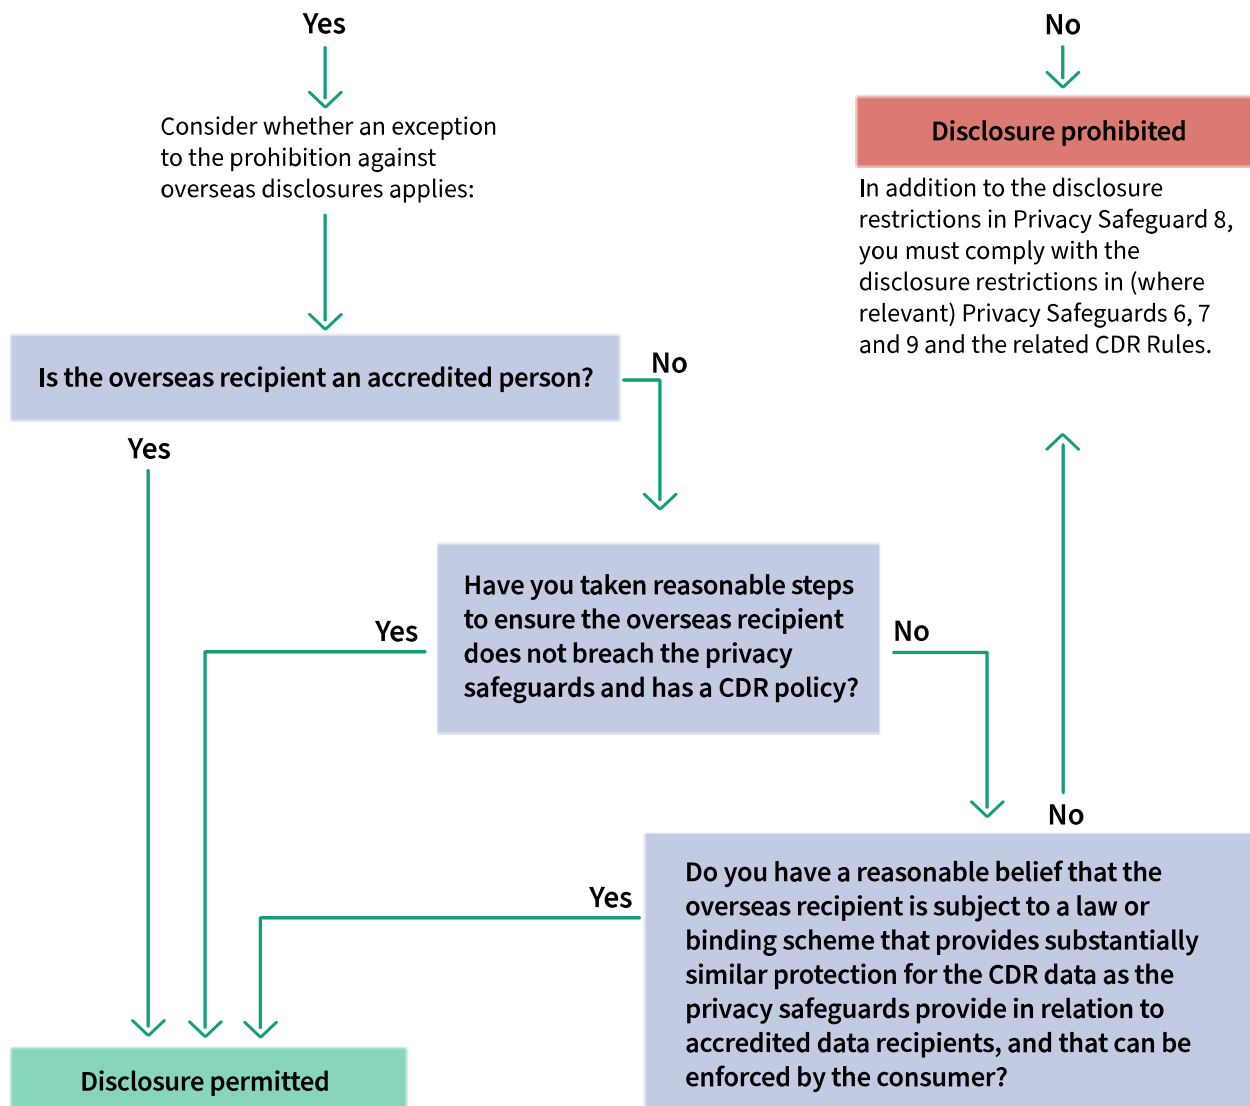 Yes
No
Consider whether an exception
to the prohibition against
overseas disclosures applies:
Disclosure prohibited
In addition to the disclosure
restrictions in Privacy Safeguard 8,
you must comply with the
disclosure restrictions in (where
relevant) Privacy Safeguards 6, 7
and 9 and the related CDR Rules.
Is the overseas recipient an accredited person?
No
Yes
Have you taken reasonable steps
to ensure the overseas recipient
does not breach the privacy
safeguards and has a CDR policy?
Yes
No
No
Do you have a reasonable belief that the
overseas recipient is subject to a law or
binding scheme that provides substantially
similar protection for the CDR data as the
privacy safeguards provide in relation to
accredited data recipients, and that can be
enforced by the consumer?
Yes
Disclosure permitted